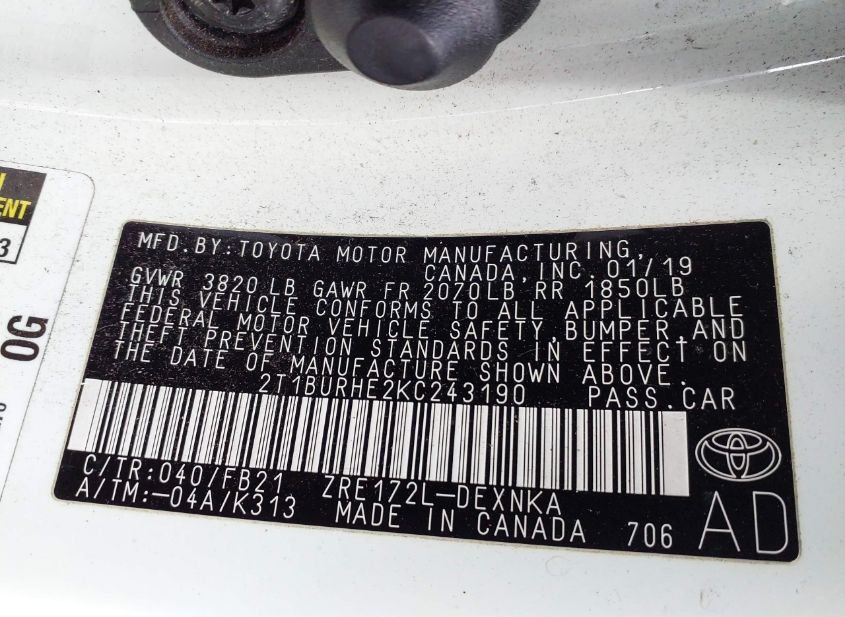 ENT
3
OG
MFD.BY:TOYOTA MOTOR MANUFACTURING,
CANADA, INC. 01/19
GVWR 3820 LB GAWR FR 2070LB RR 1850LB
THIS VEHICLE CONFORMS TO ALL APPLICABLE
FEDERAL MOTOR VEHICLE SAFETY, BUMPER, AND
THEFT PREVENTION STANDARDS IN EFFECT ON
THE DATE OF MANUFACTURE SHOWN ABOVE.
2T1BURHE2KC243190 PASS.CAR
C/TR:040/FB21 ZRE172L-DEXNKA
A/TM:-04A/K313 MADE IN CANADA 706 AD